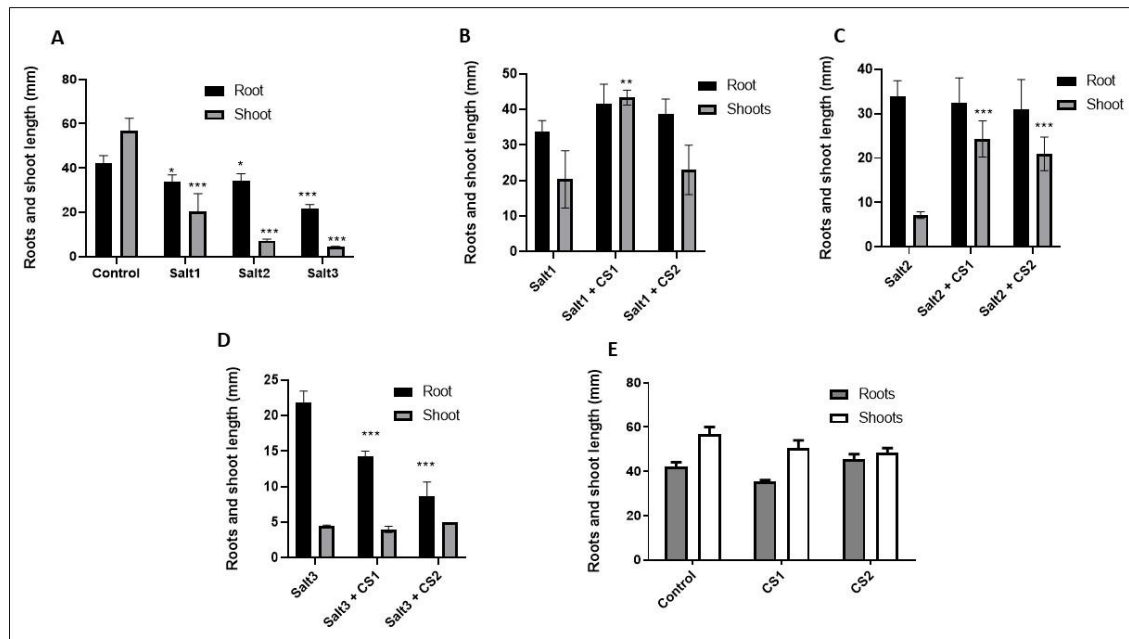 A
Roots and shoot length (mm)
80
60
40
20
0
Root
Shoot
*
***
*
***
***
***
Control
Salt1
Salt2
Salt3
B
Roots and shoot length (mm)
50
40
30
20
10
0
Root
Shoots
**
Salt1
Salt1 + CS1
Salt1 + CS2
C
Roots and shoot length (mm)
40
30
20
10
0
Root
Shoot
***
***
Salt2
Salt2 + CS1
Salt2 + CS2
D
Roots and shoot length (mm)
25
20
15
10
5
0
Root
Shoot
***
***
Salt3
Salt3 + CS1
Salt3 + CS2
E
Roots and shoot length (mm)
80
60
40
20
0
Roots
Shoots
Control
CS1
CS2